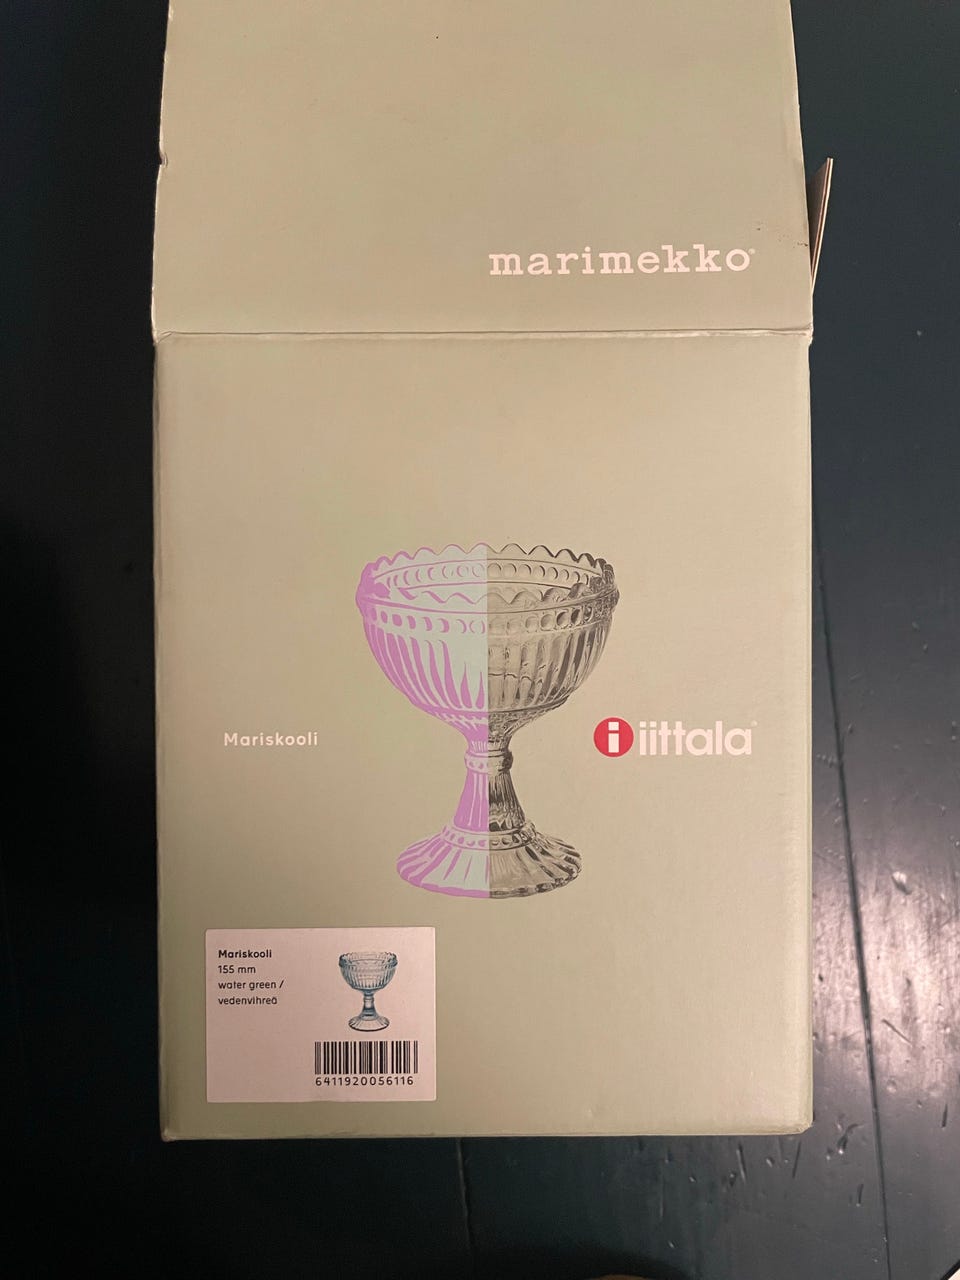 marimekko®
Mariskooli
iittala®
Mariskooli
155 mm
water green /
vedenvihreä
6411920056116